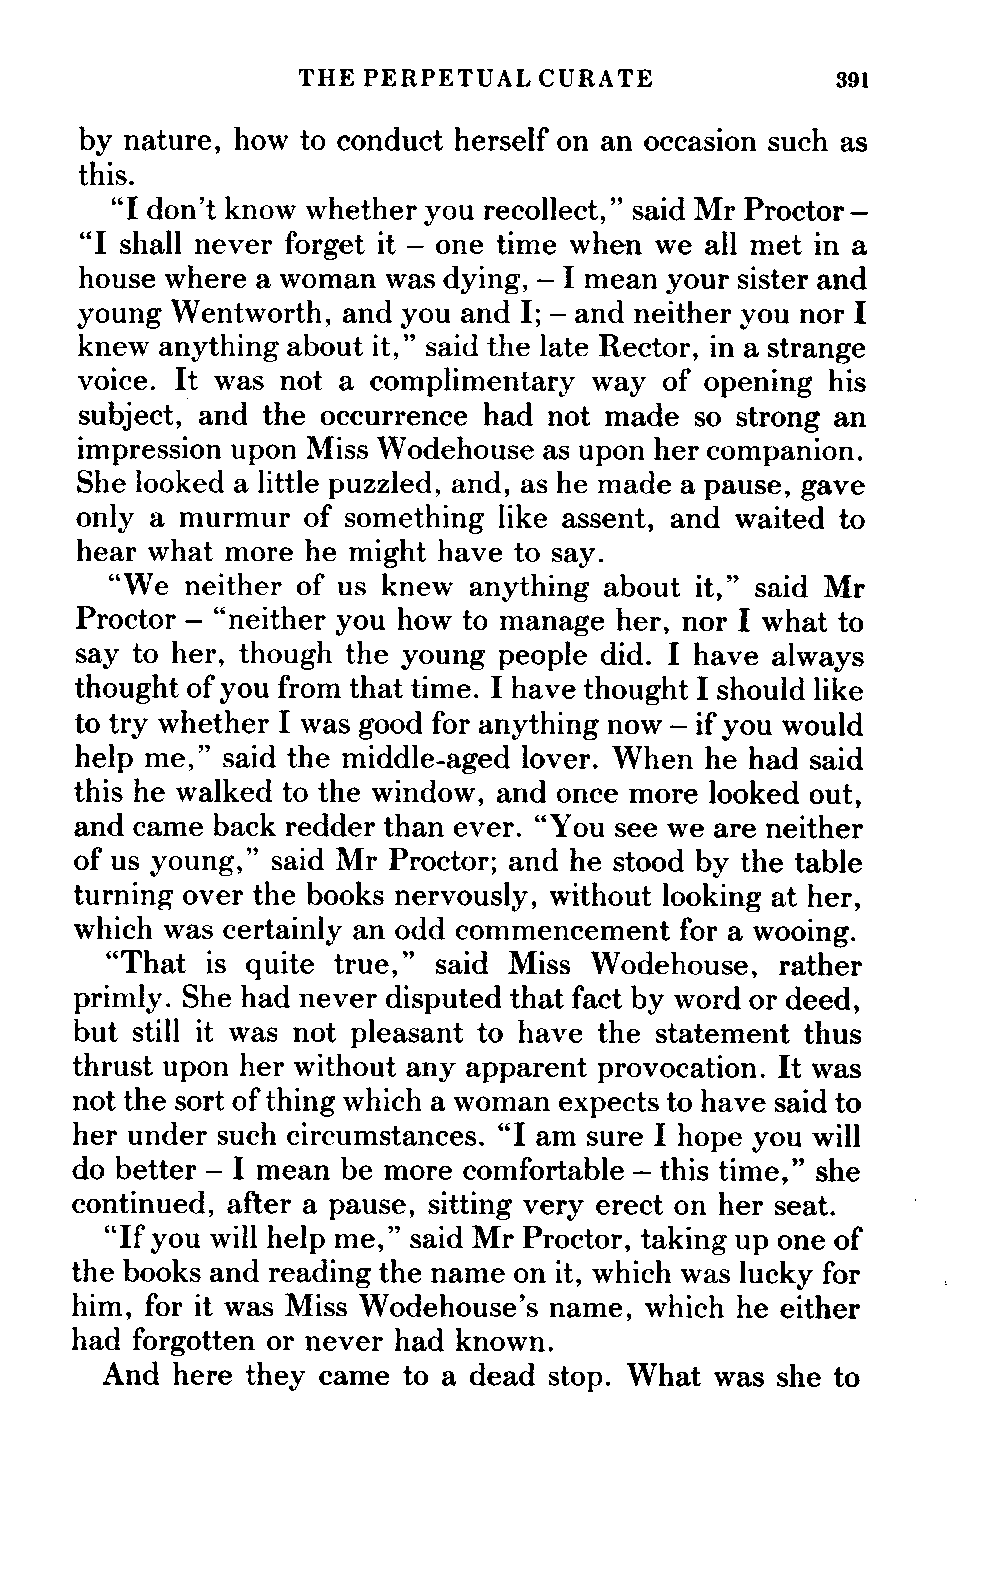 THE PERPETUAL CURATE 391
by nature, how to conduct herself on an occasion such as
this.
“I don’t know whether you recollect,” said Mr Proctor –
“I shall never forget it – one time when we all met in a
house where a woman was dying, – I mean your sister and
young Wentworth, and you and I; – and neither you nor I
knew anything about it,” said the late Rector, in a strange
voice. It was not a complimentary way of opening his
subject, and the occurrence had not made so strong an
impression upon Miss Wodehouse as upon her companion.
She looked a little puzzled, and, as he made a pause, gave
only a murmur of something like assent, and waited to
hear what more he might have to say.
“We neither of us knew anything about it,” said Mr
Proctor – “neither you how to manage her, nor I what to
say to her, though the young people did. I have always
thought of you from that time. I have thought I should like
to try whether I was good for anything now – if you would
help me,” said the middle-aged lover. When he had said
this he walked to the window, and once more looked out,
and came back redder than ever. “You see we are neither
of us young,” said Mr Proctor; and he stood by the table
turning over the books nervously, without looking at her,
which was certainly an odd commencement for a wooing.
“That is quite true,” said Miss Wodehouse, rather
primly. She had never disputed that fact by word or deed,
but still it was not pleasant to have the statement thus
thrust upon her without any apparent provocation. It was
not the sort of thing which a woman expects to have said to
her under such circumstances. “I am sure I hope you will
do better – I mean be more comfortable – this time,” she
continued, after a pause, sitting very erect on her seat.
“If you will help me,” said Mr Proctor, taking up one of
the books and reading the name on it, which was lucky for
him, for it was Miss Wodehouse’s name, which he either
had forgotten or never had known.
And here they came to a dead stop. What was she to